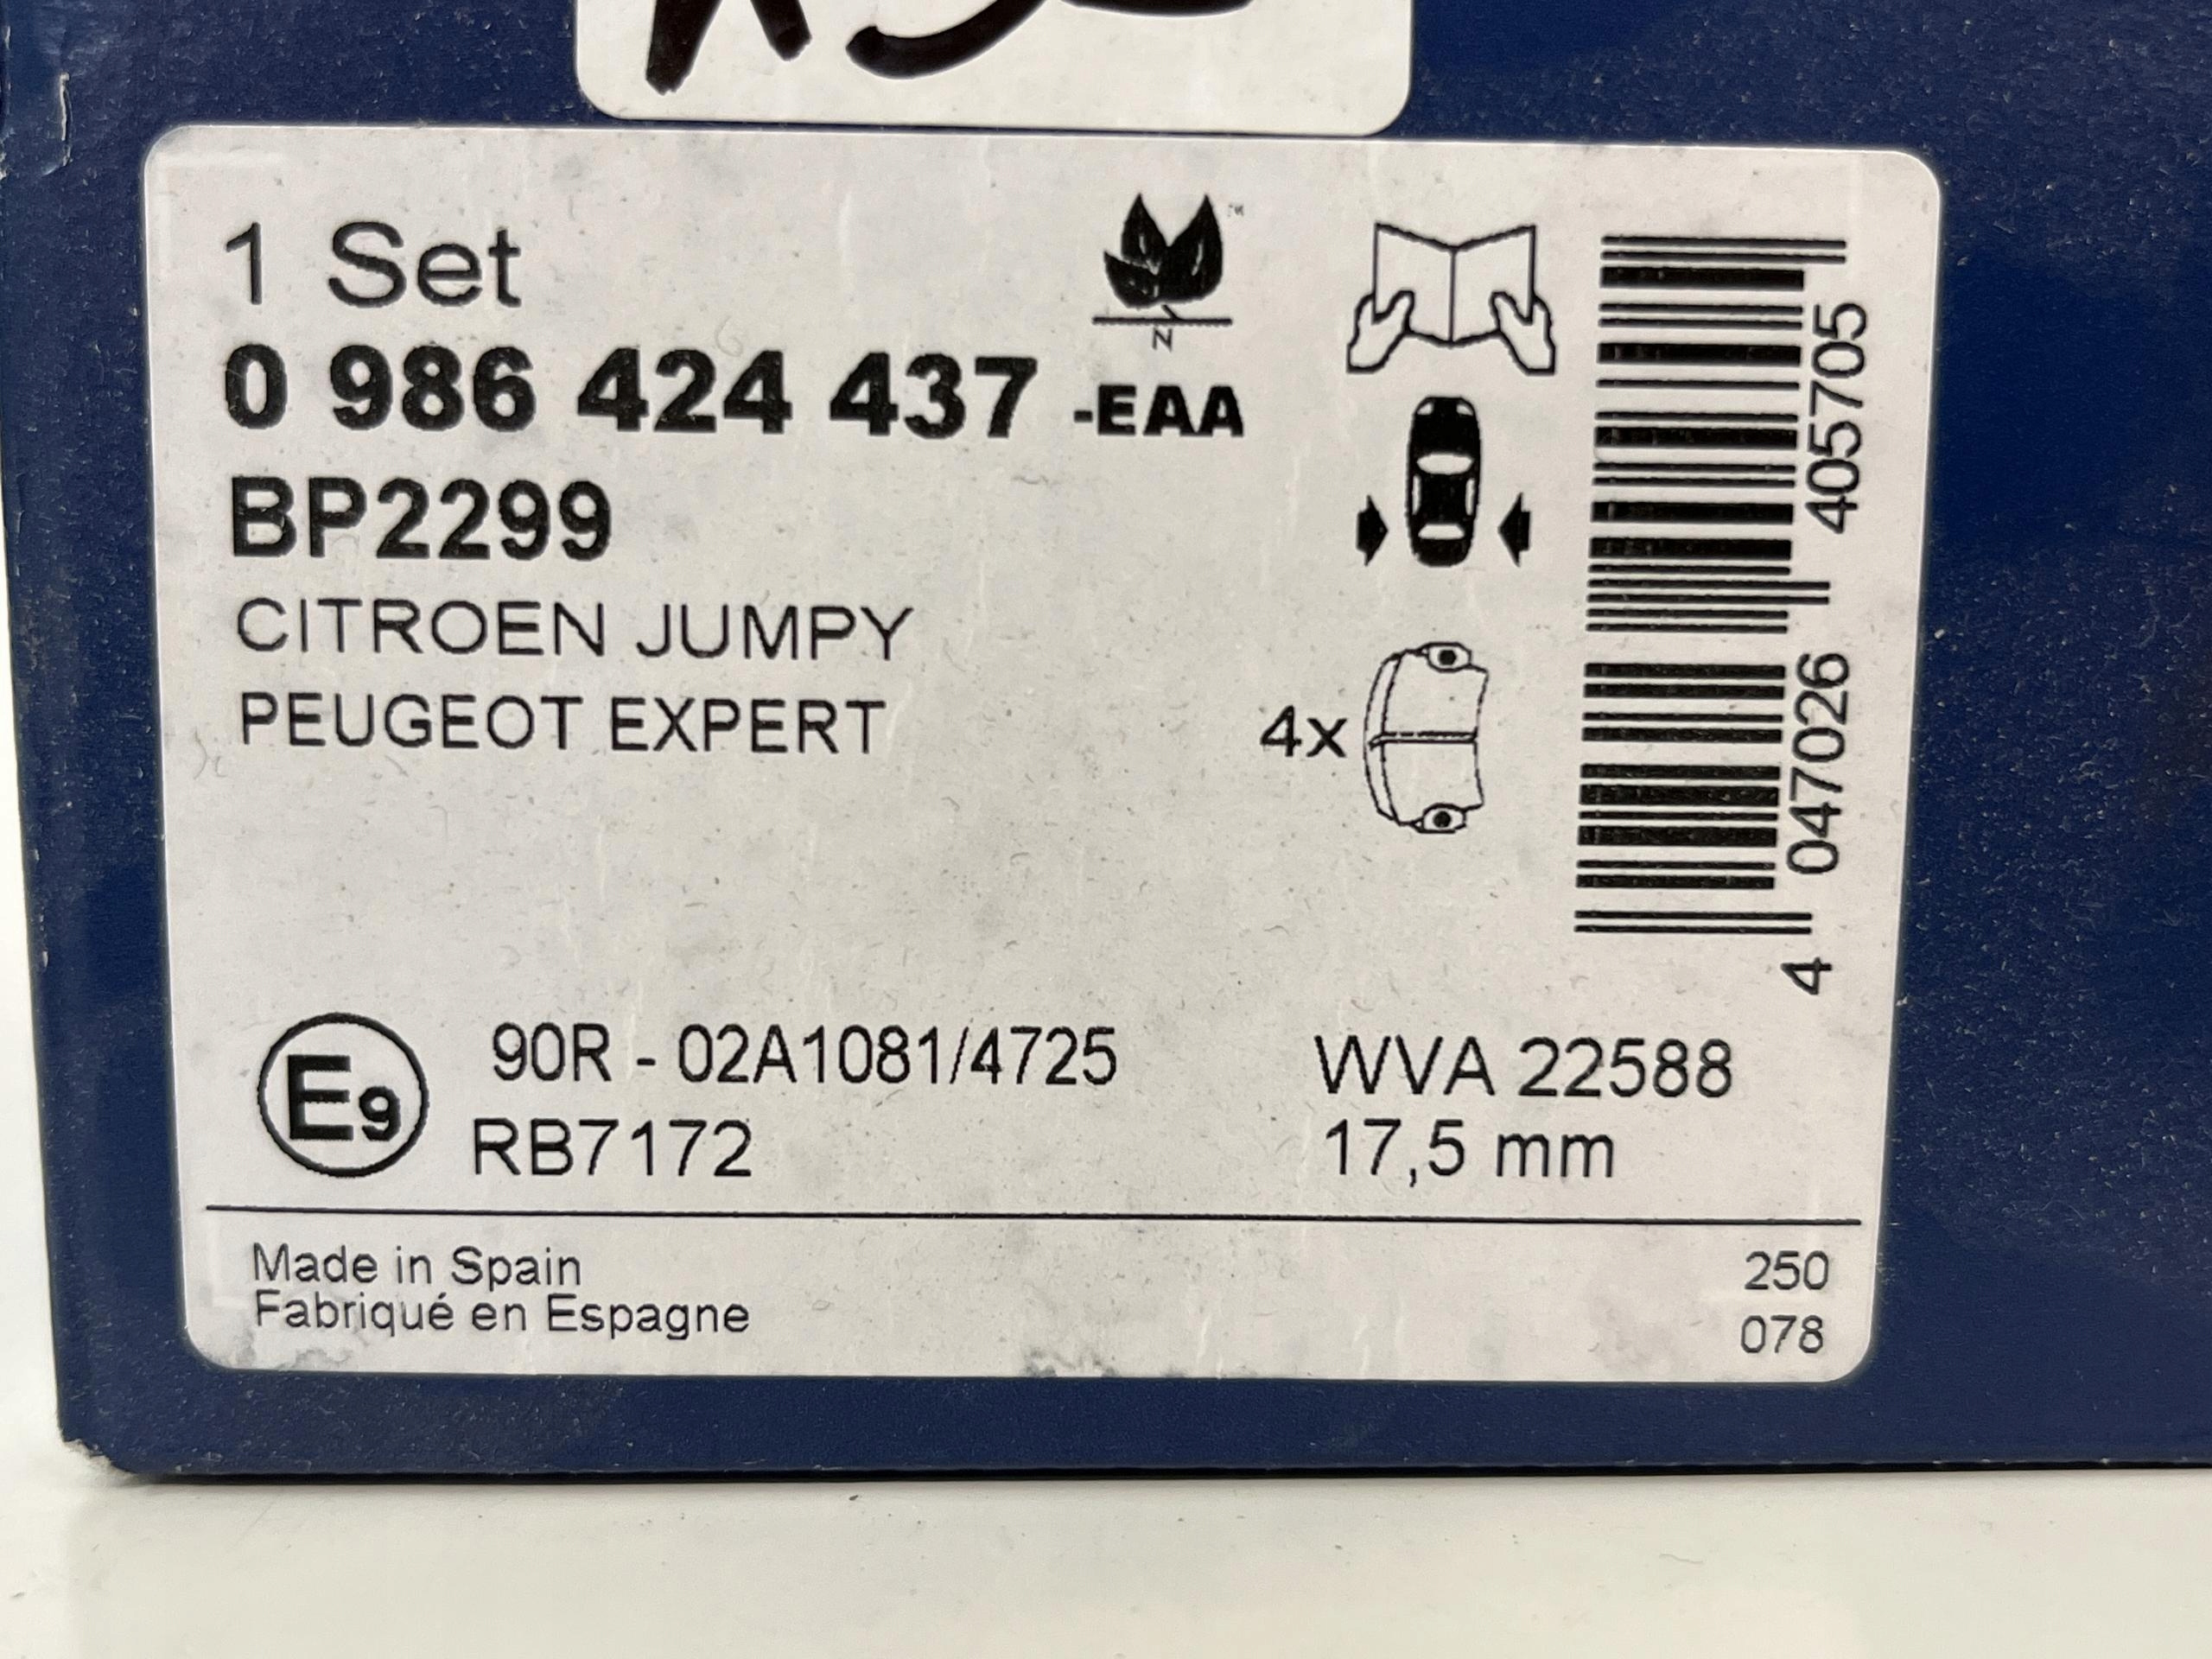 1 Set
0 986 424 437 -EAA
BP2299
CITROEN JUMPY
PEUGEOT EXPERT
N
4x
4 047026 405705
E9
90R - 02A1081/4725
RB7172
WVA 22588
17,5 mm
Made in Spain
Fabriqué en Espagne
250
078